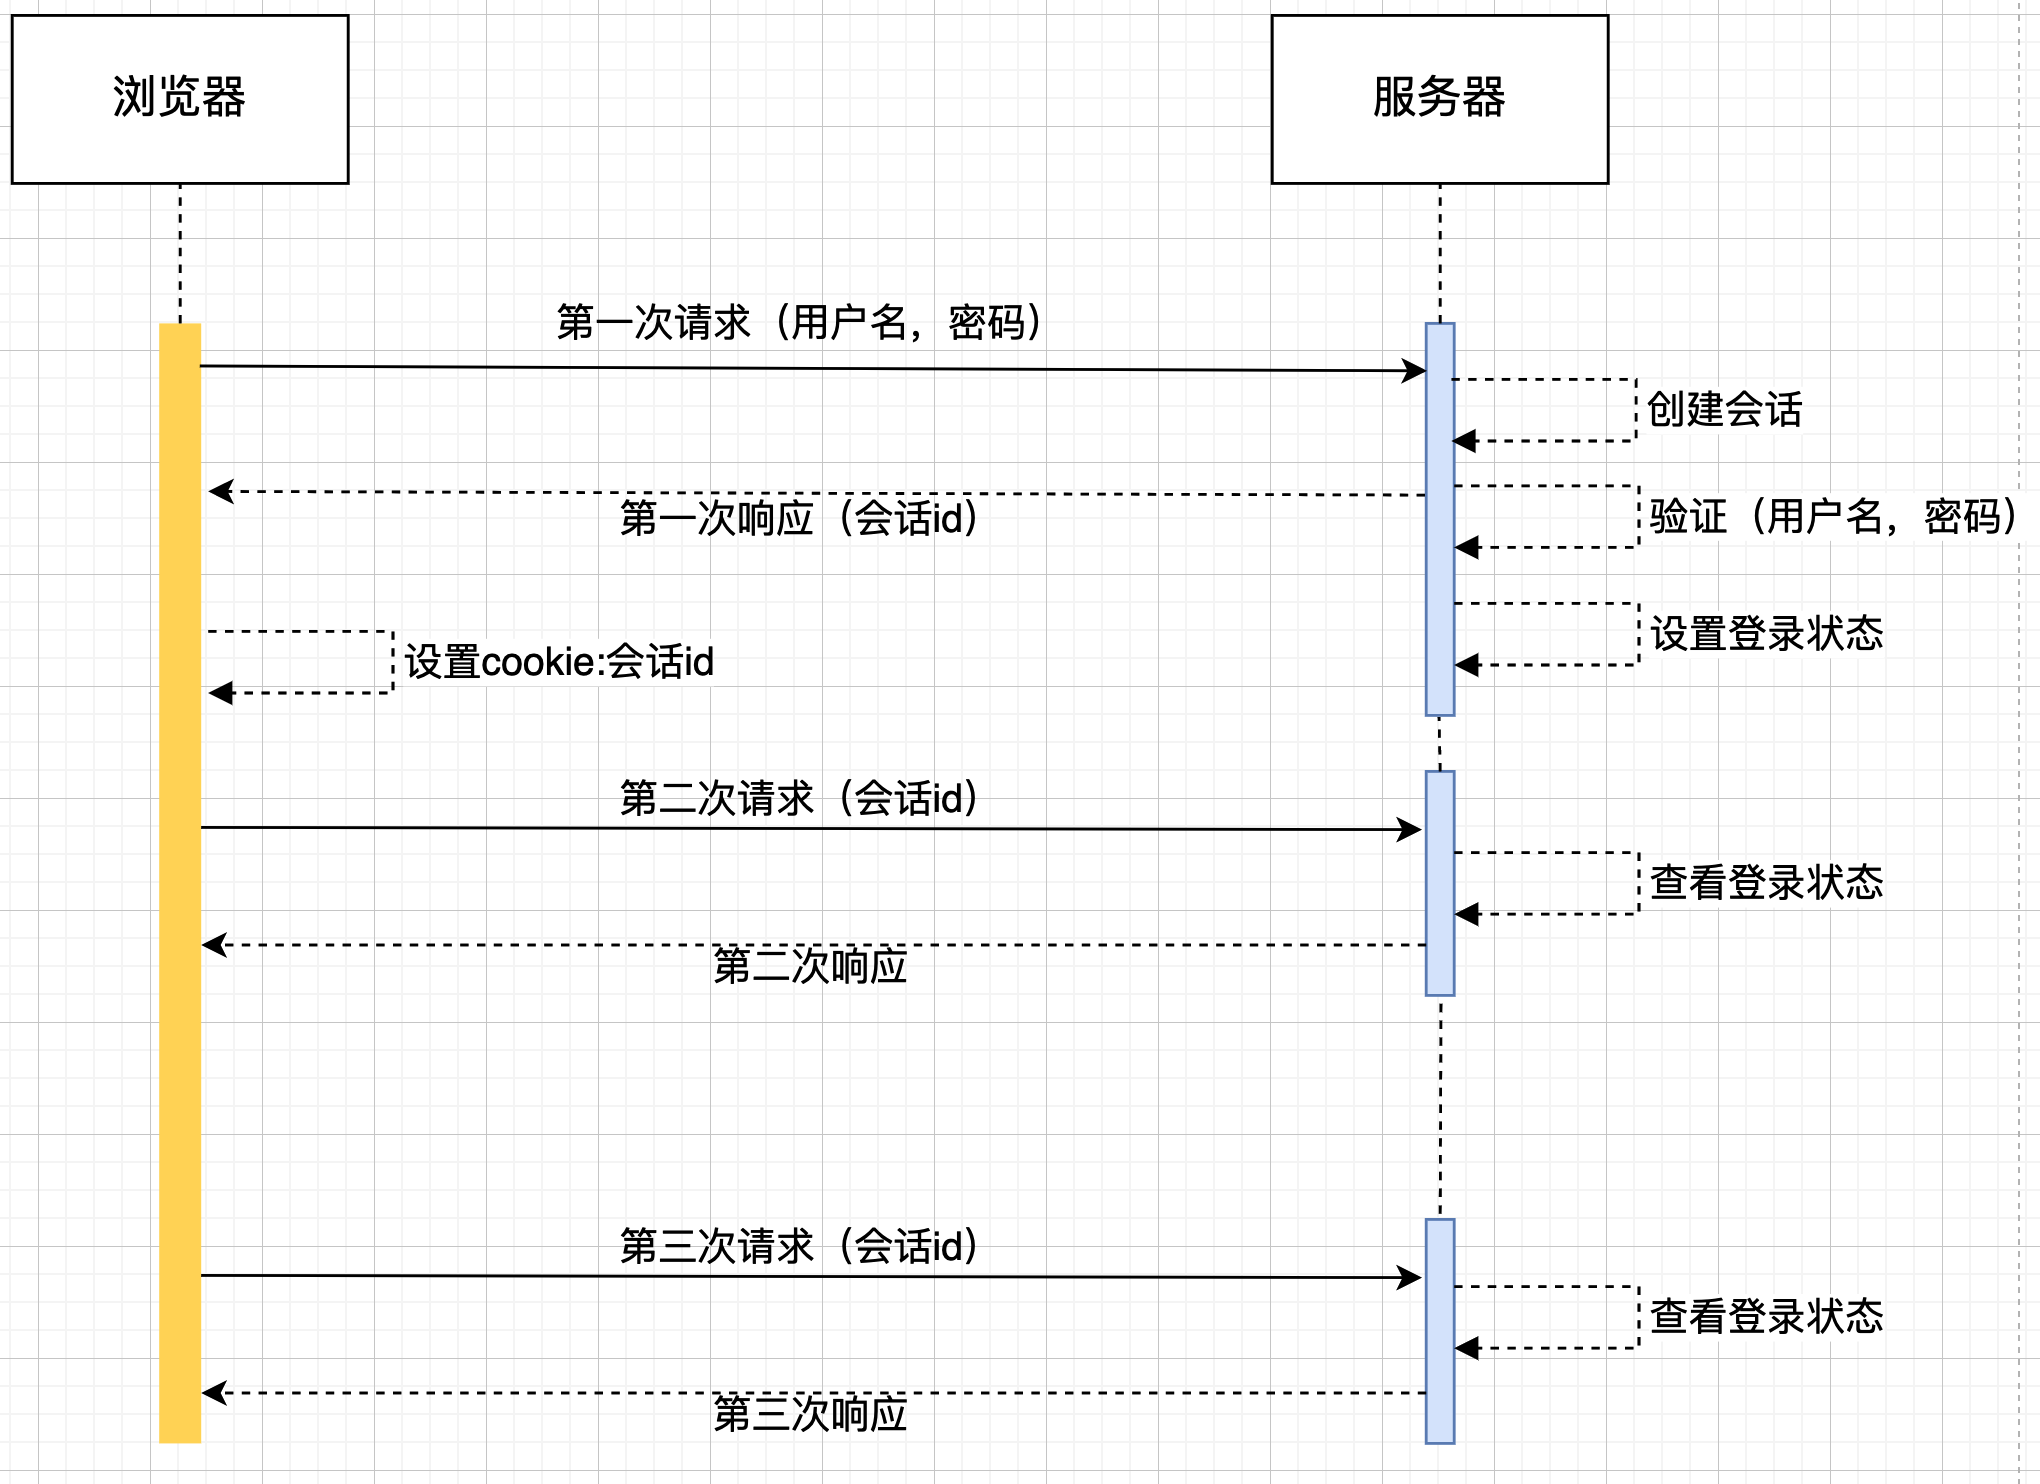 浏览器
服务器
第一次请求（用户名，密码）
创建会话
第一次响应（会话id）
验证（用户名，密码）
设置登录状态
设置cookie:会话id
第二次请求（会话id）
查看登录状态
第二次响应
第三次请求（会话id）
查看登录状态
第三次响应